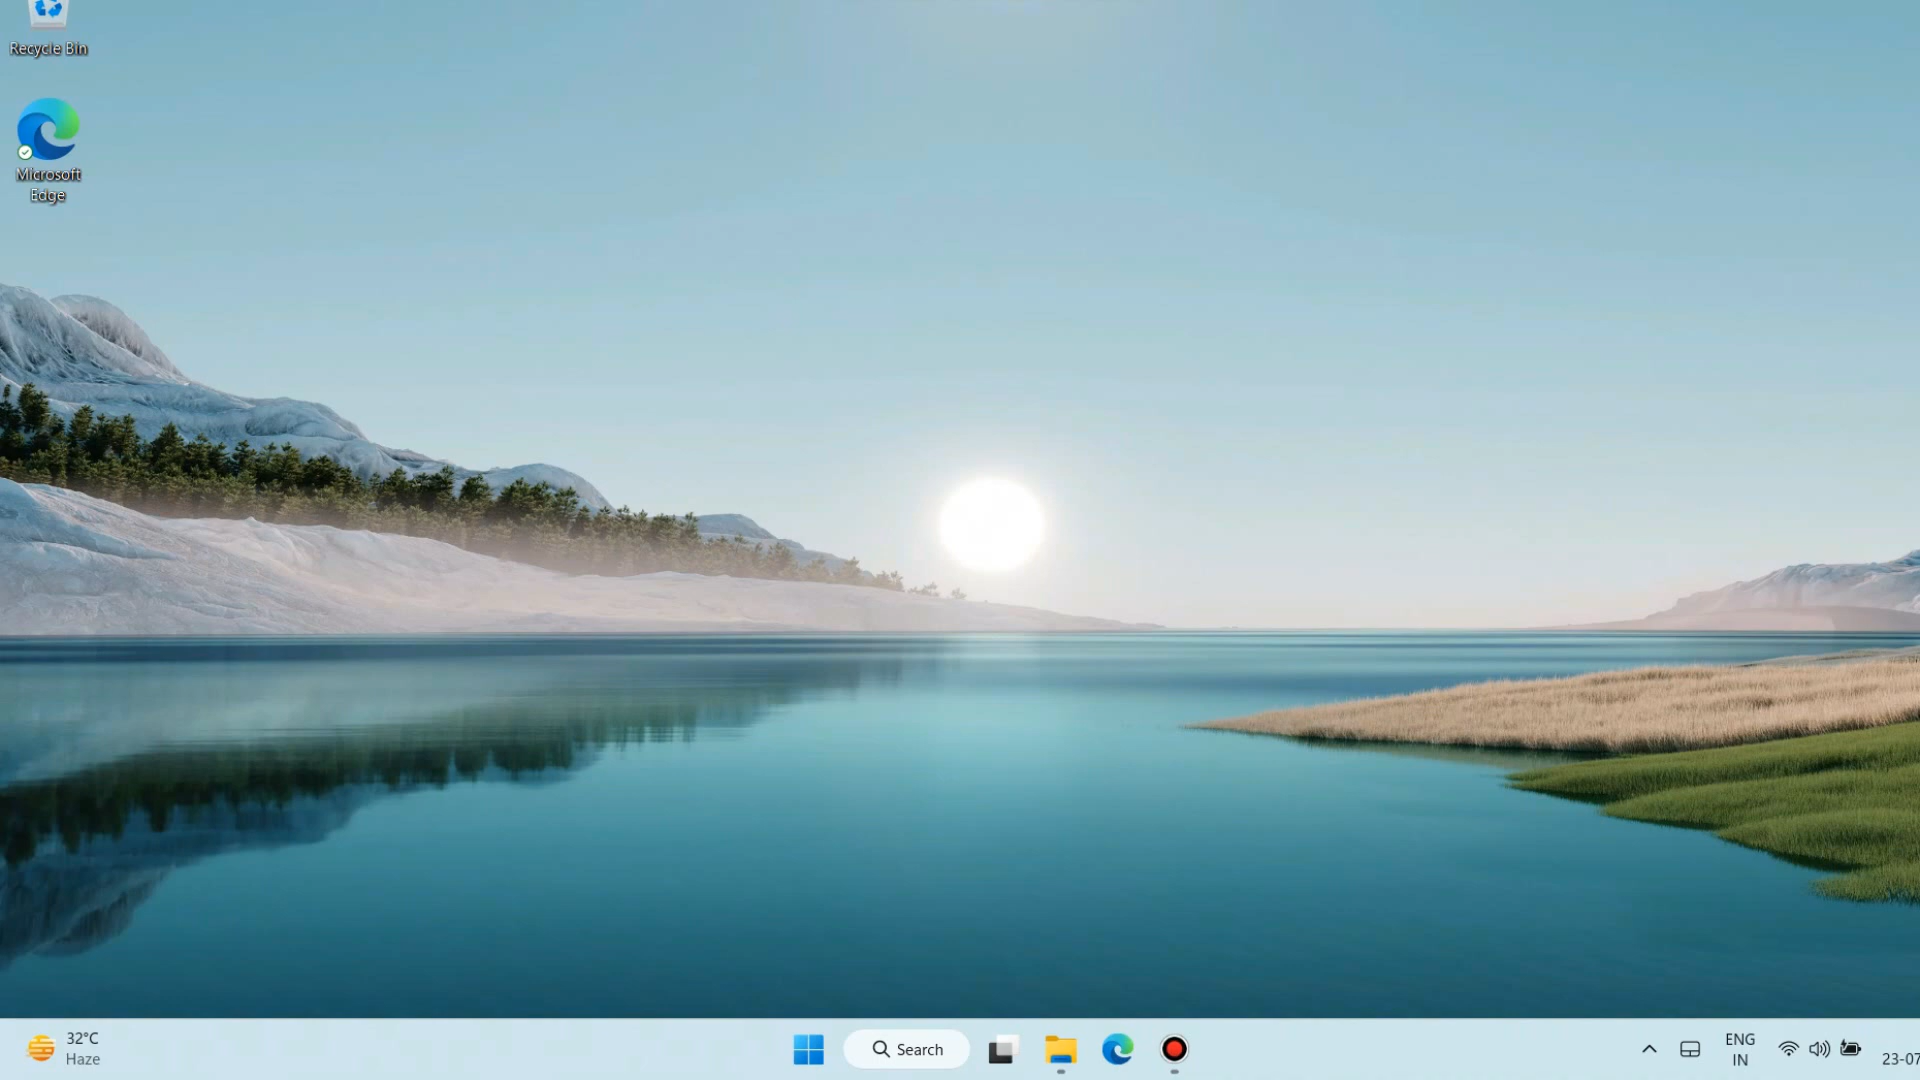 Recycle Bin
Microsoft
Edge
32°C
Haze
Search
ENG
IN
23-07